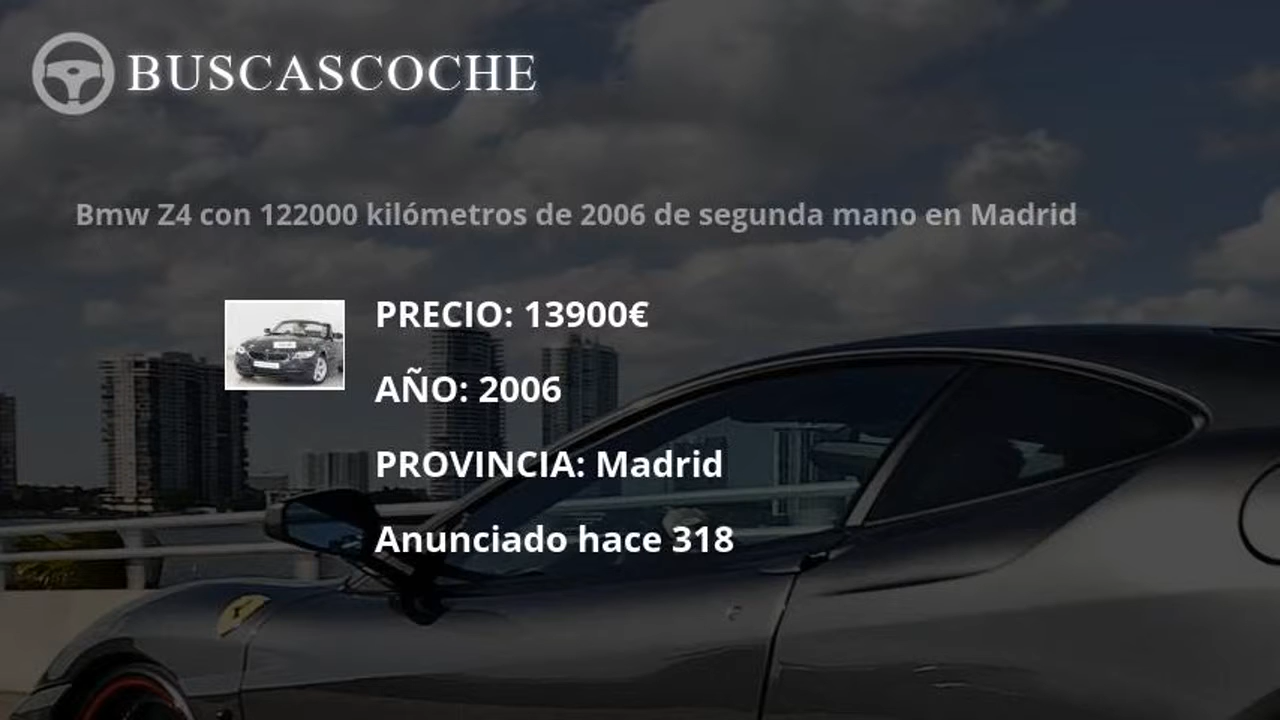 BUSCASCOCHE
Bmw Z4 con 122000 kilómetros de 2006 de segunda mano en Madrid
PRECIO: 13900€
AÑO: 2006
PROVINCIA: Madrid
Anunciado hace 318